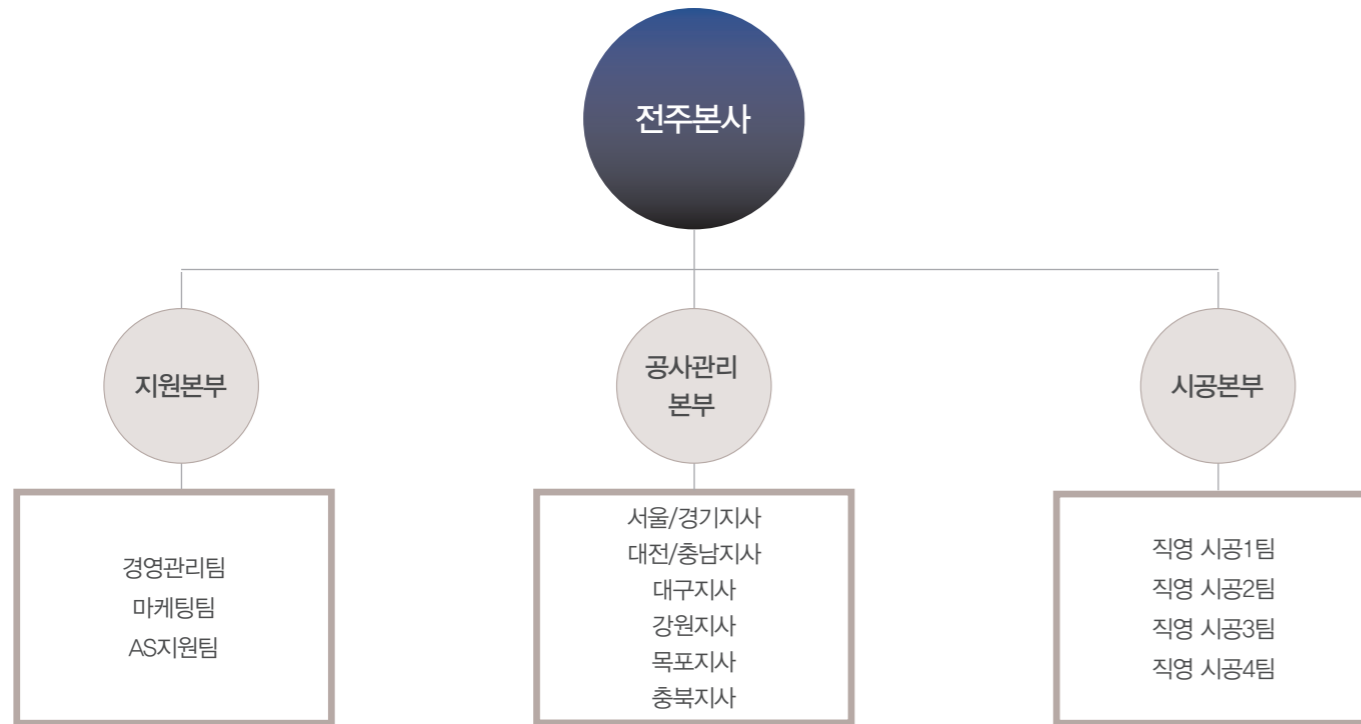 전주본사
지원본부
공사관리
본부
시공본부
경영관리팀
마케팅팀
AS지원팀
서울/경기지사
대전/충남지사
대구지사
강원지사
목포지사
충북지사
직영 시공1팀
직영 시공2팀
직영 시공3팀
직영 시공4팀